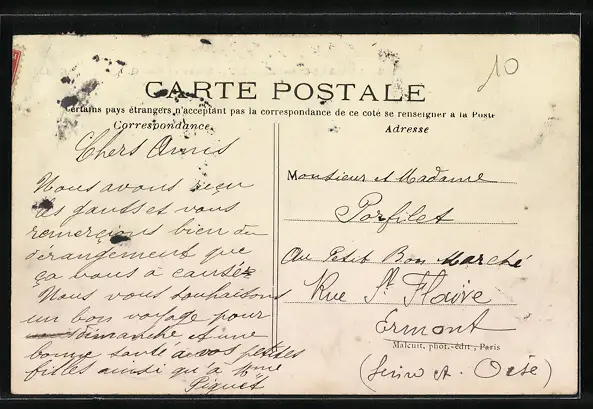 10
CARTE POSTALE
Certains pays étrangers n'acceptant pas la correspondance de ce coté se renseigner à la Poste
Correspondance
Adresse
Chers Amis
Nous avons reçu
les gants et vous
remerçions bien du
dérangement que
ça vous à causés
Nous vous souhaisons
un bon voyage pour
dimanche et une
bonne santé à vos petites
filles ainsi qu'à Mme
Piquet
Monsieur et Madame
Porfilet
Au Petit Bon Marché
Rue St Flaive
Ermont
Malcuit, phot.-édit., Paris
(Seine et Oise)